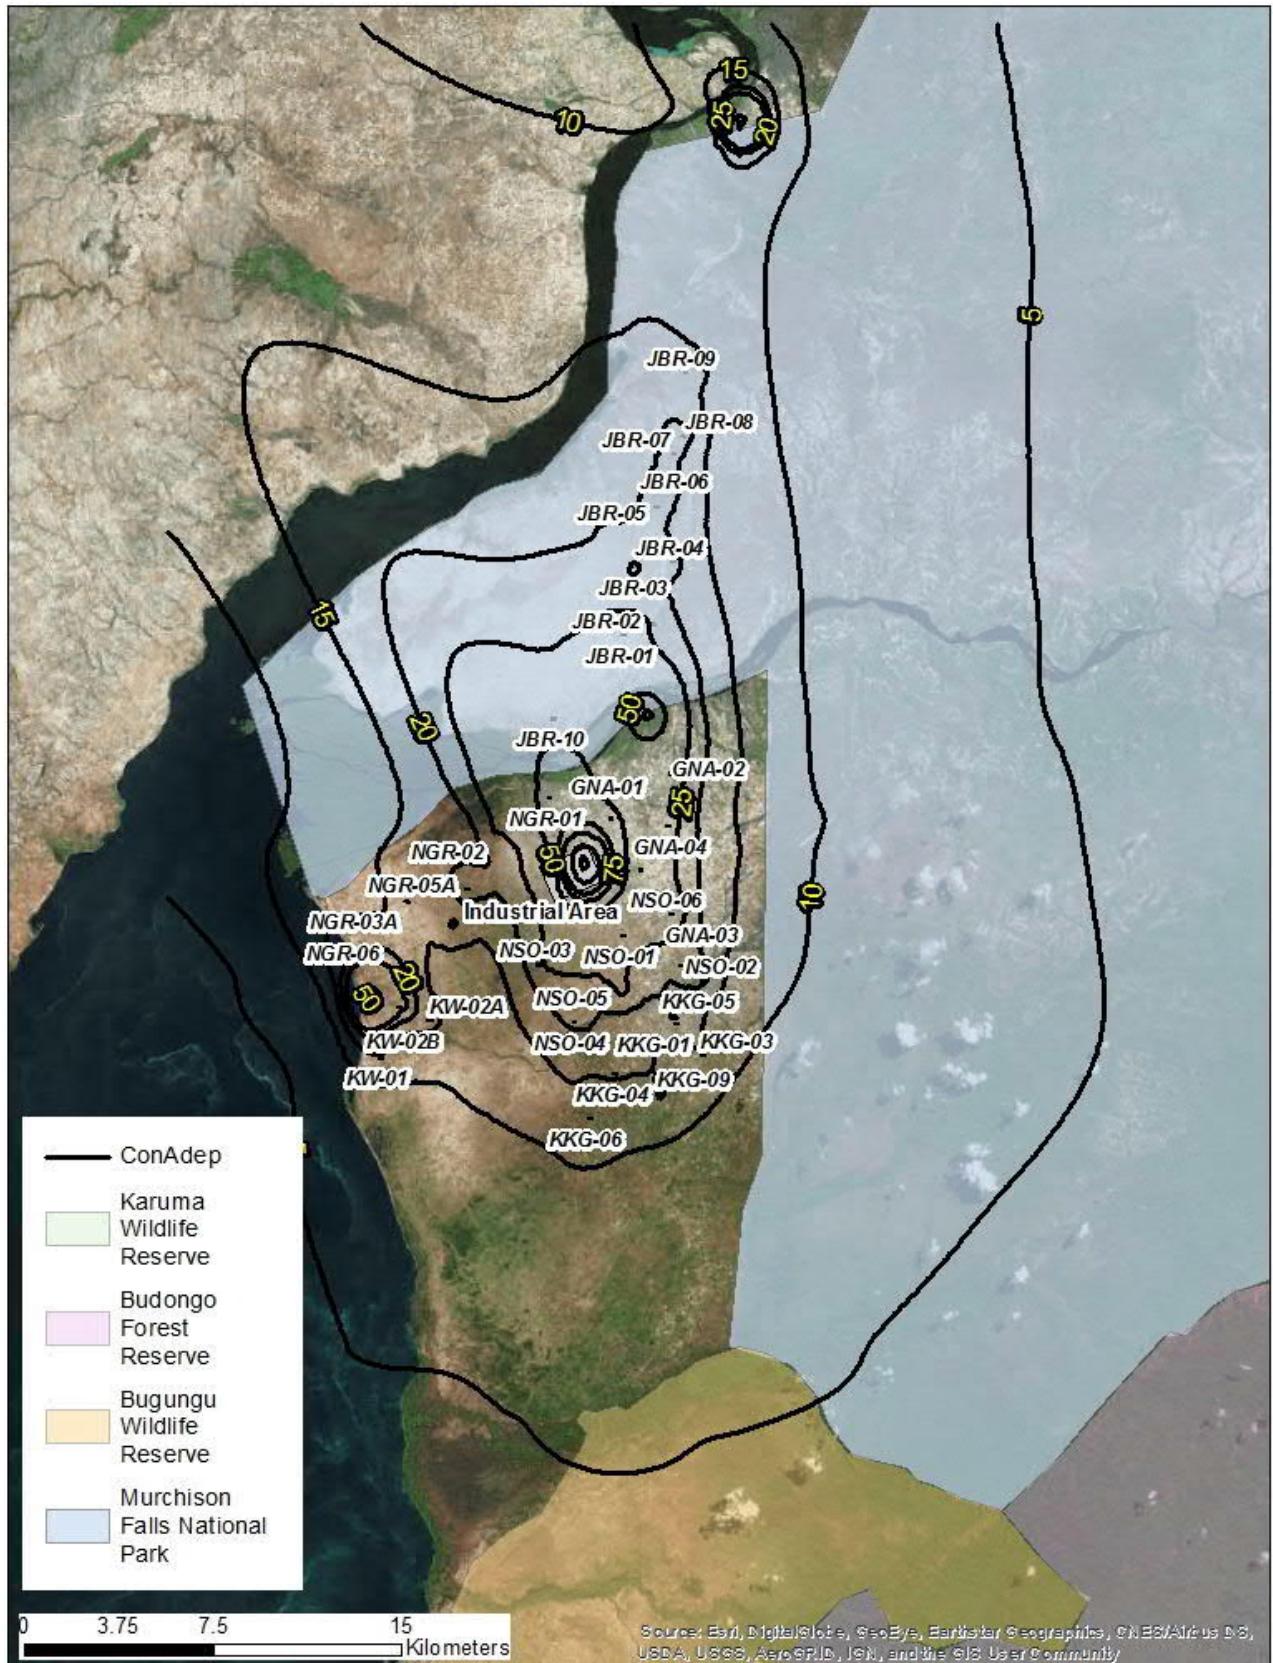 15
25
20
10
5
JBR-09
JBR-08
JBR-07
JBR-06
JBR-05
JBR-04
JBR-03
15
JBR-02
JBR-01
50
20
JBR-10
GNA-02
GNA-01
25
NGR-01
GNA-04
NGR-02
50
75
NGR-05A
10
NSO-06
Industrial Area
NGR-03A
GNA-03
NGR-06
NSO-03
NSO-01
NSO-02
20
50
NSO-05
KKG-05
KW-02A
KW-02B
NSO-04
KKG-01
KKG-03
KW-01
KKG-09
KKG-04
KKG-06
ConAdep
Karuma
Wildlife
Reserve
Budongo
Forest
Reserve
Bugungu
Wildlife
Reserve
Murchison
Falls National
Park
0 3.75 7.5 15
Kilometers
Source: Esri, DigitalGlobe, GeoEye, Earthstar Geographics, CNES/Airbus DS,
USDA, USGS, AeroGRID, IGN, and the GIS User Community